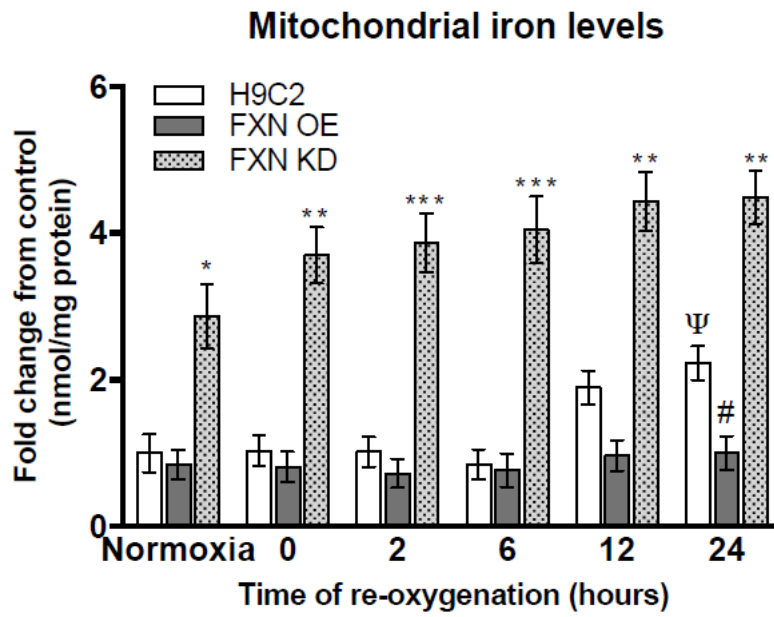 Mitochondrial iron levels
H9C2
FXN OE
FXN KD
Fold change from control
(nmol/mg protein)
6
4
2
0
*
**
***
***
**
**
Ψ
#
Normoxia 0 2 6 12 24
Time of re-oxygenation (hours)